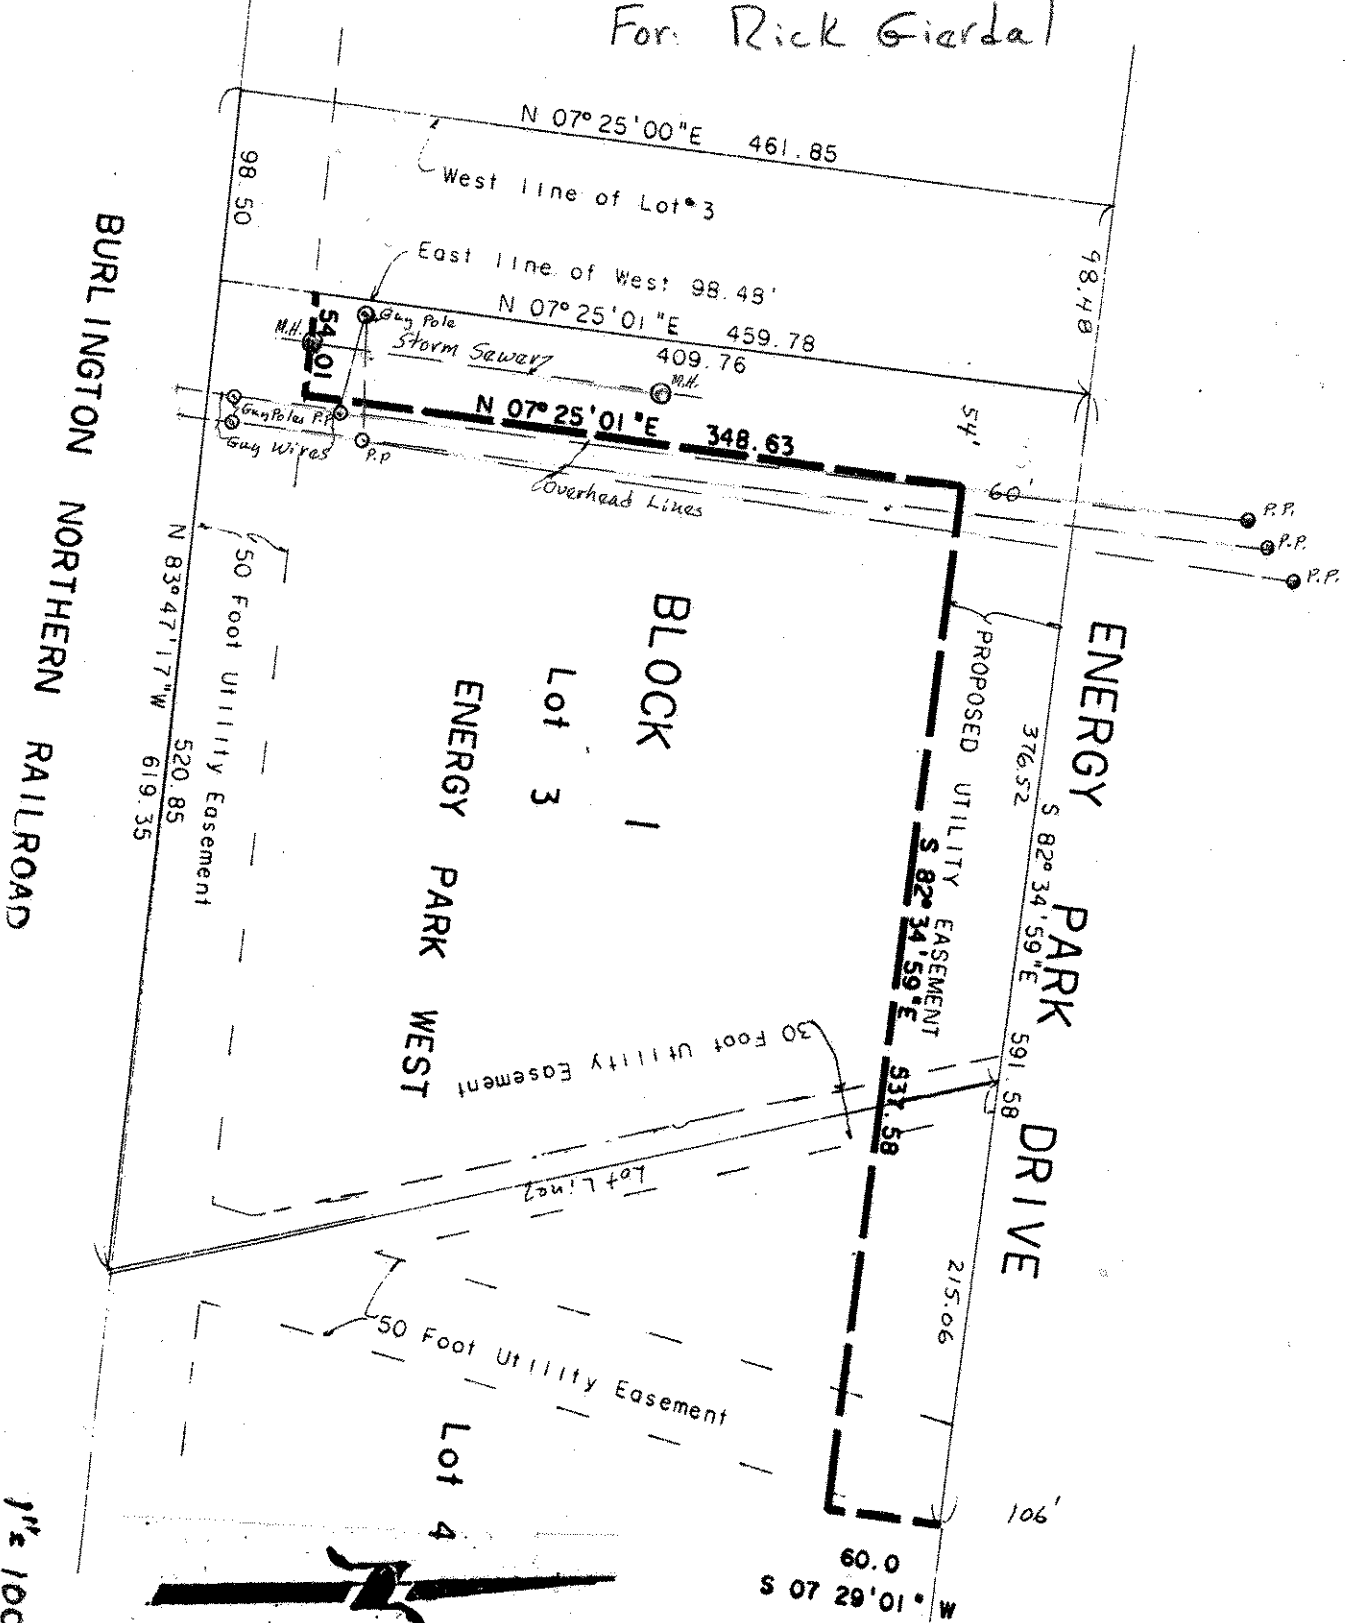 For: Rick Gierdal
N 07° 25' 00" E 461.85
West line of Lot 3
98.50
98.48
East line of West 98.48'
N 07° 25' 01" E 459.78
409.76
Guy Pole
M.H.
Storm Sewer
M.H.
54.01
N 07° 25' 01" E 348.63
Guy Poles P.P.
Guy Wires
P.P
Overhead Lines
54'
60'
P.P.
P.P.
P.P.
BURLINGTON NORTHERN RAILROAD
50 Foot Utility Easement
N 83° 47' 17" W 520.85
619.35
BLOCK 1
Lot 3
ENERGY PARK WEST
PROPOSED UTILITY EASEMENT
S 82° 34' 59" E 537.58
ENERGY PARK DRIVE
376.52
S 82° 34' 59" E 591.58
215.06
30 Foot Utility Easement
Lot Line
50 Foot Utility Easement
Lot 4
106'
60.0
S 07 29' 01" W
1" = 100